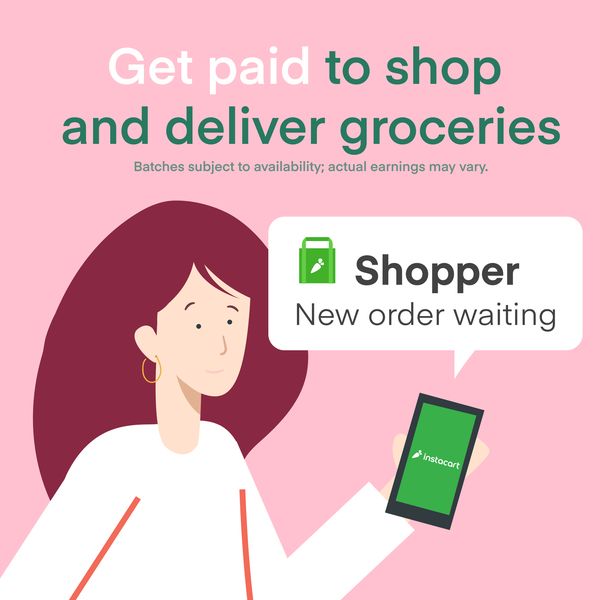 Get paid to shop
and deliver groceries
Batches subject to availability; actual earnings may vary.
Shopper
New order waiting
instacart